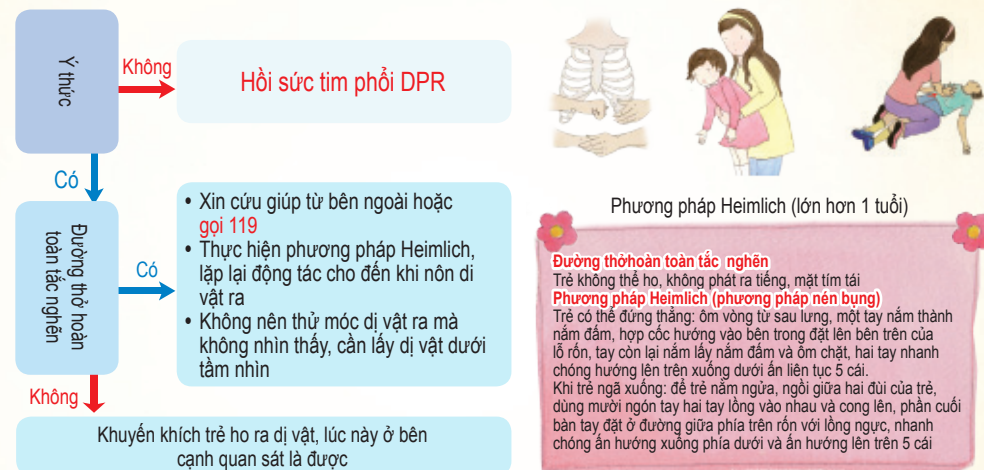 Ý thức
Không
Hồi sức tim phổi DPR
Có
Đường thở hoàn
toàn tắc nghẽn
Có
• Xin cứu giúp từ bên ngoài hoặc
gọi 119
• Thực hiện phương pháp Heimlich,
lặp lại động tác cho đến khi nôn di
vật ra
• Không nên thử móc dị vật ra mà
không nhìn thấy, cần lấy dị vật dưới
tầm nhìn
Không
Khuyến khích trẻ ho ra dị vật, lúc này ở bên
cạnh quan sát là được
Phương pháp Heimlich (lớn hơn 1 tuổi)
Đường thởhoàn toàn tắc nghẽn
Trẻ không thể ho, không phát ra tiếng, mặt tím tái
Phương pháp Heimlich (phương pháp nén bụng)
Trẻ có thể đứng thẳng: ôm vòng từ sau lưng, một tay nắm thành
nắm đấm, hợp cốc hướng vào bên trong đặt lên bên trên của
lỗ rốn, tay còn lại nắm lấy nắm đấm và ôm chặt, hai tay nhanh
chóng hướng lên trên xuống dưới ấn liên tục 5 cái.
Khi trẻ ngã xuống: để trẻ nằm ngửa, ngồi giữa hai đùi của trẻ,
dùng mười ngón tay hai tay lồng vào nhau và cong lên, phần cuối
bàn tay đặt ở đường giữa phía trên rốn với lồng ngực, nhanh
chóng ấn hướng xuống phía dưới và ấn hướng lên trên 5 cái